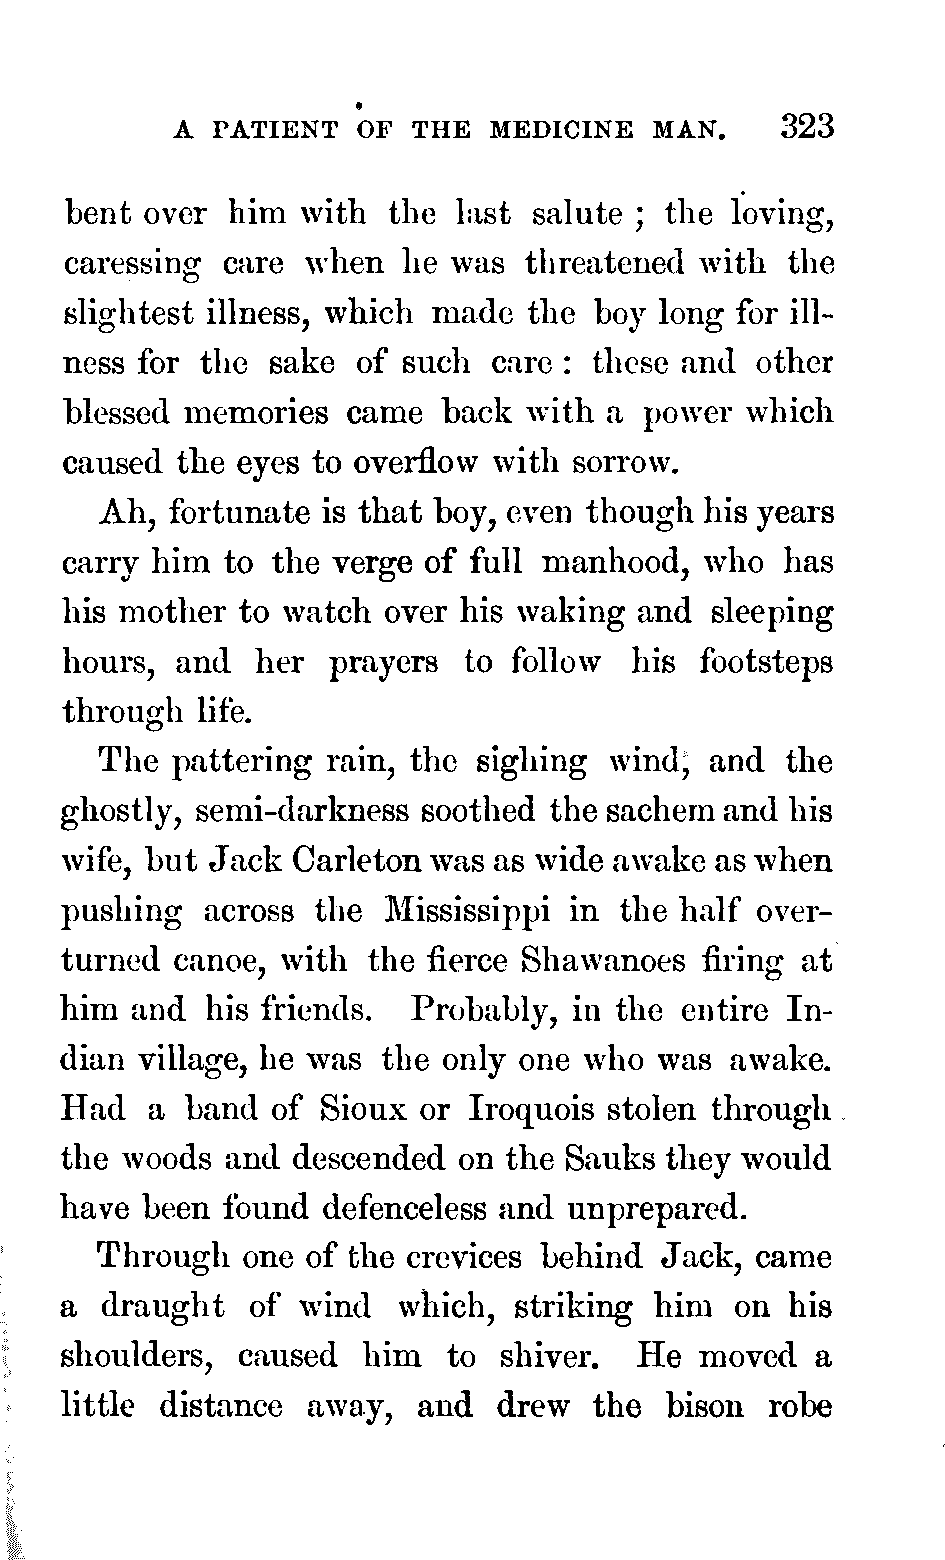 A PATIENT OF THE MEDICINE MAN. 323
bent over him with the last salute ; the loving,
caressing care when he was threatened with the
slightest illness, which made the boy long for ill-
ness for the sake of such care : these and other
blessed memories came back with a power which
caused the eyes to overflow with sorrow.
Ah, fortunate is that boy, even though his years
carry him to the verge of full manhood, who has
his mother to watch over his waking and sleeping
hours, and her prayers to follow his footsteps
through life.
The pattering rain, the sighing wind, and the
ghostly, semi-darkness soothed the sachem and his
wife, but Jack Carleton was as wide awake as when
pushing across the Mississippi in the half over-
turned canoe, with the fierce Shawanoes firing at
him and his friends. Probably, in the entire In-
dian village, he was the only one who was awake.
Had a band of Sioux or Iroquois stolen through
the woods and descended on the Sauks they would
have been found defenceless and unprepared.
Through one of the crevices behind Jack, came
a draught of wind which, striking him on his
shoulders, caused him to shiver. He moved a
little distance away, and drew the bison robe